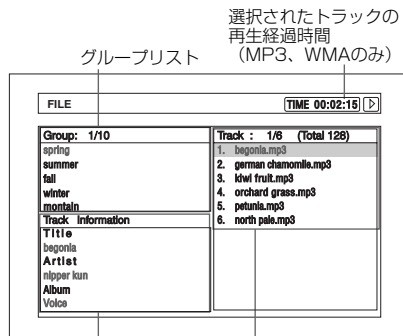 選択されたトラックの
再生経過時間
（MP3、WMAのみ）
グループリスト
FILE
TIME 00:02:15
Group: 1/10
spring
summer
fall
winter
montain
Track Information
Title
begonia
Artist
nipper kun
Album
Voice
Track : 1/6 (Total 128)
1. begonia.mp3
2. german chamomile.mp3
3. kiwi fruit.mp3
4. orchard grass.mp3
5. petunia.mp3
6. north pale.mp3